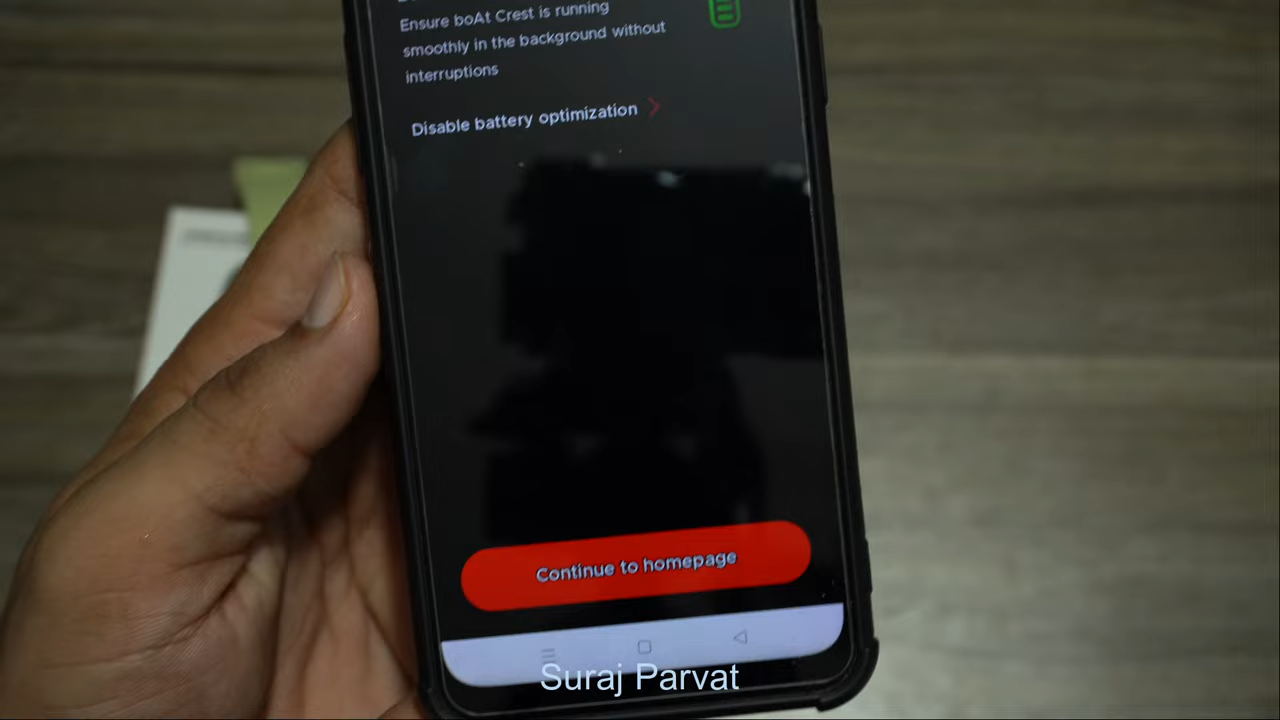 Ensure boAt Crest is running
smoothly in the background without
interruptions
Disable battery optimization
Continue to homepage
Suraj Parvat